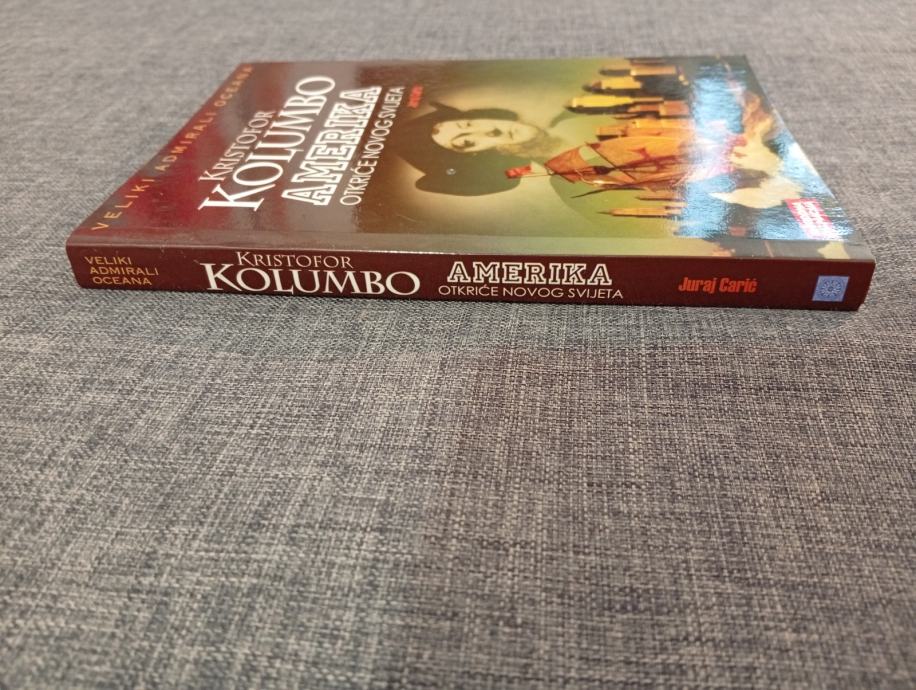 VELIKI ADMIRALI OCEANA
KRISTOFOR
KOLUMBO
AMERIKA
OTKRIĆE NOVOG SVIJETA
VELIKI
ADMIRALI
OCEANA
KRISTOFOR
KOLUMBO
AMERIKA
OTKRIĆE NOVOG SVIJETA
Juraj Carić